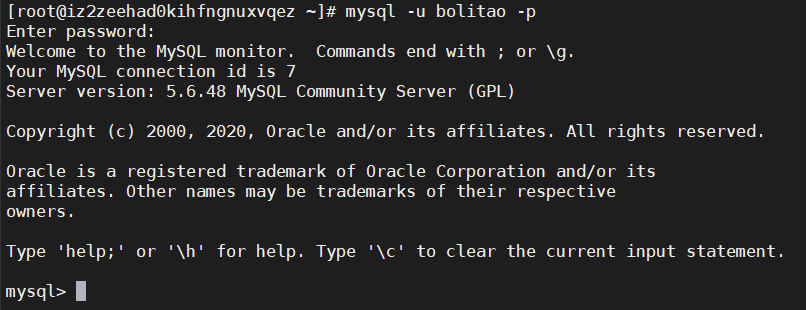 [root@iz2zeehad0kihfngnuxvqez ~]# mysql -u bolitao -p
Enter password:
Welcome to the MySQL monitor.  Commands end with ; or \g.
Your MySQL connection id is 7
Server version: 5.6.48 MySQL Community Server (GPL)
Copyright (c) 2000, 2020, Oracle and/or its affiliates. All rights reserved.
Oracle is a registered trademark of Oracle Corporation and/or its
affiliates. Other names may be trademarks of their respective
owners.
Type 'help;' or '\h' for help. Type '\c' to clear the current input statement.
mysql>